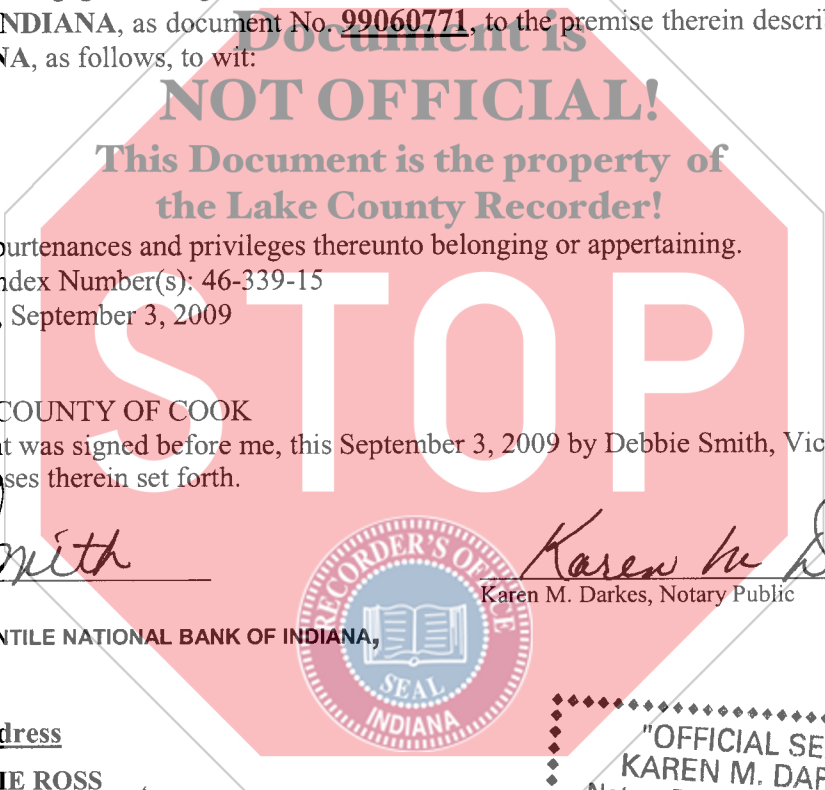 NDIANA, as document No. 99060771, to the premise therein descri
NA, as follows, to wit:
Document is
NOT OFFICIAL!
This Document is the property of
the Lake County Recorder!
purtenances and privileges thereunto belonging or appertaining.
ndex Number(s): 46-339-15
, September 3, 2009
STOP
COUNTY OF COOK
t was signed before me, this September 3, 2009 by Debbie Smith, Vic
ses therein set forth.
mith
Karen M D
Karen M. Darkes, Notary Public
RECORDER'S OFFICE
SEAL
INDIANA
NTILE NATIONAL BANK OF INDIANA,
dress
IE ROSS
"OFFICIAL SE
KAREN M. DAR